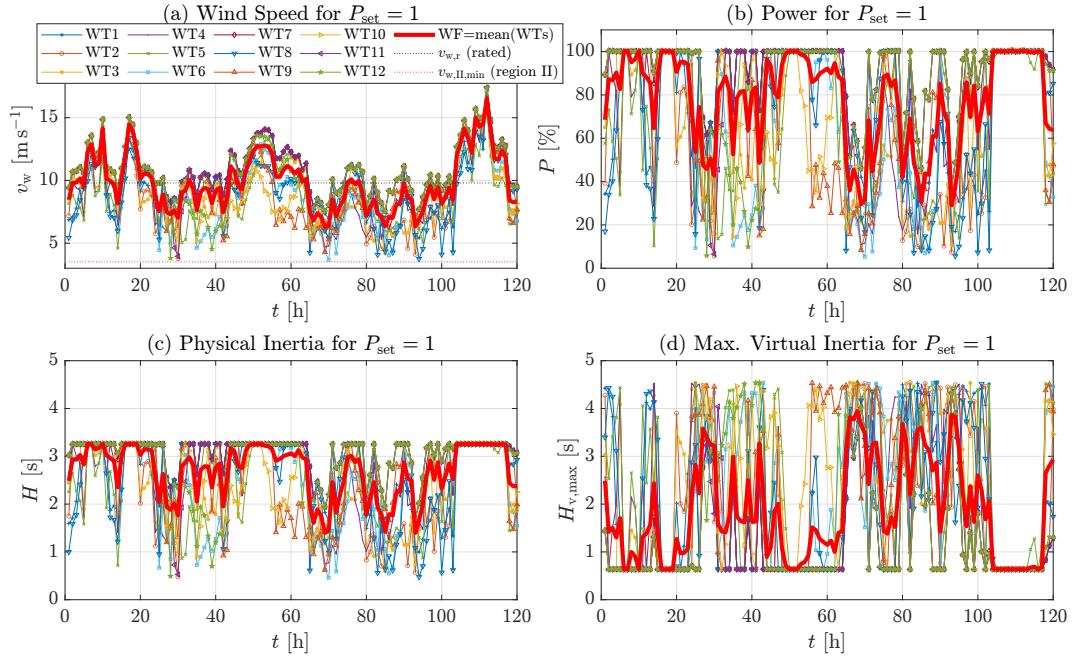 (a) Wind Speed for P_set = 1
WT1 WT4 WT7 WT10 WF=mean(WTs)
WT2 WT5 WT8 WT11 v_w,r (rated)
WT3 WT6 WT9 WT12 v_w,II,min (region II)
15
10
5
v_w [m s⁻¹]
0 20 40 60 80 100 120
t [h]
(b) Power for P_set = 1
100
80
60
40
20
0
P [%]
0 20 40 60 80 100 120
t [h]
(c) Physical Inertia for P_set = 1
5
4
3
2
1
0
H [s]
0 20 40 60 80 100 120
t [h]
(d) Max. Virtual Inertia for P_set = 1
5
4
3
2
1
0
H_v,max [s]
0 20 40 60 80 100 120
t [h]